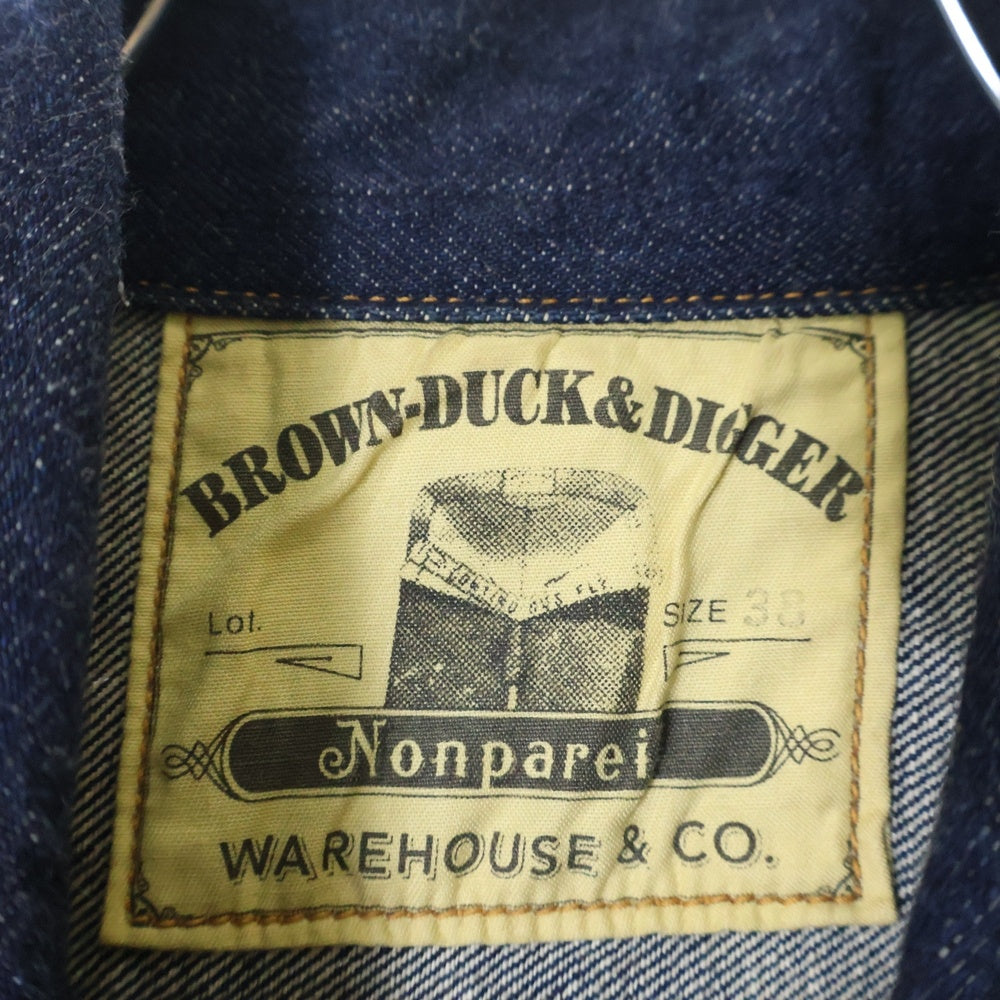 BROWN-DUCK & DIGGER
Lot.
SIZE 38
Nonparei
WAREHOUSE & CO.